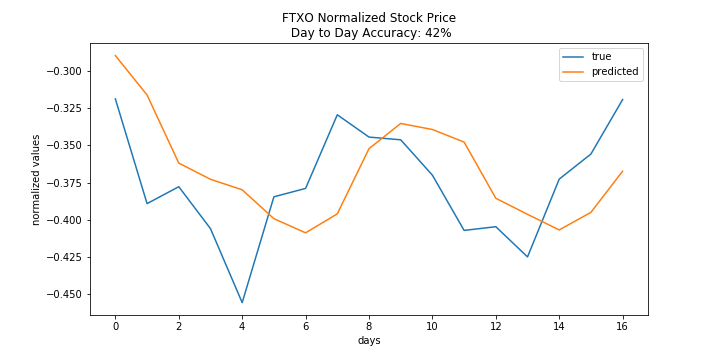 FTXO Normalized Stock Price
Day to Day Accuracy: 42%
true
predicted
normalized values
−0.300
−0.325
−0.350
−0.375
−0.400
−0.425
−0.450
0 2 4 6 8 10 12 14 16
days